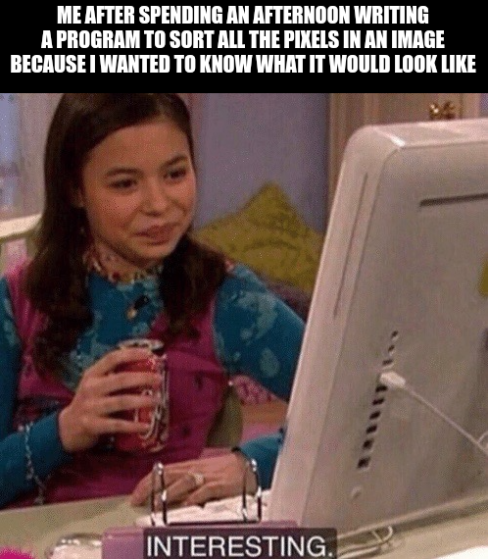 ME AFTER SPENDING AN AFTERNOON WRITING
A PROGRAM TO SORT ALL THE PIXELS IN AN IMAGE
BECAUSE I WANTED TO KNOW WHAT IT WOULD LOOK LIKE
INTERESTING.